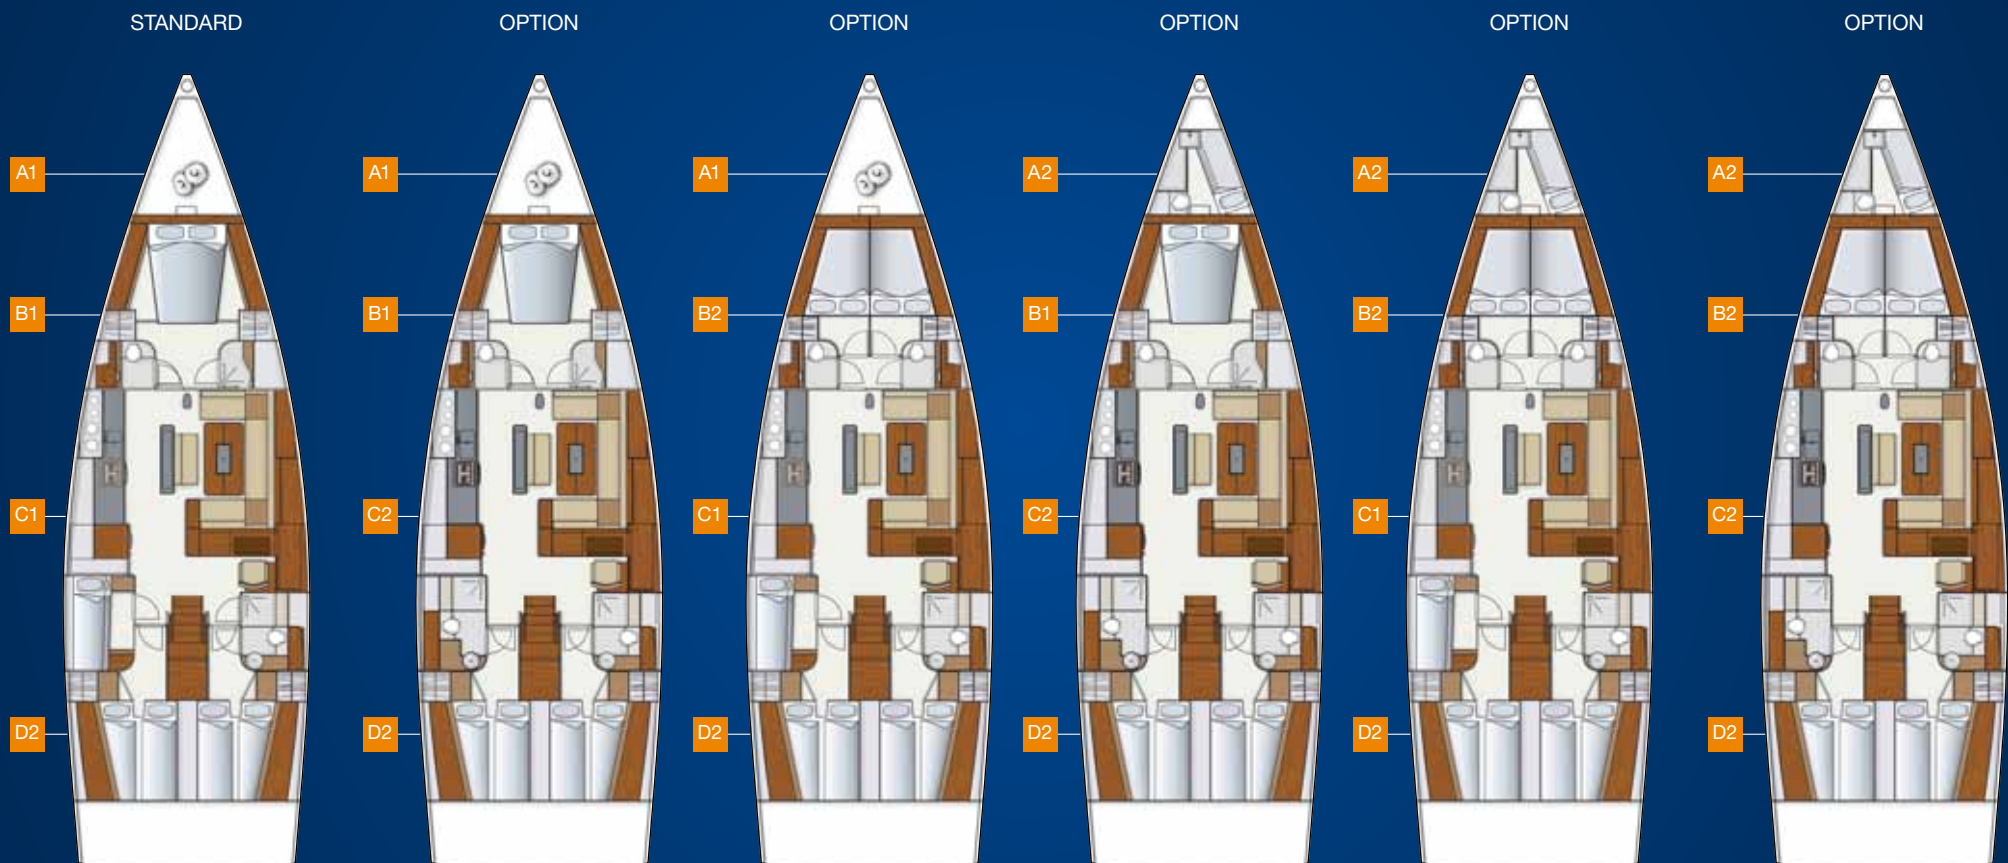 STANDARD OPTION OPTION OPTION OPTION OPTION
A1 A1 A1 A2 A2 A2
B1 B1 B2 B1 B2 B2
C1 C2 C1 C2 C1 C2
D2 D2 D2 D2 D2 D2